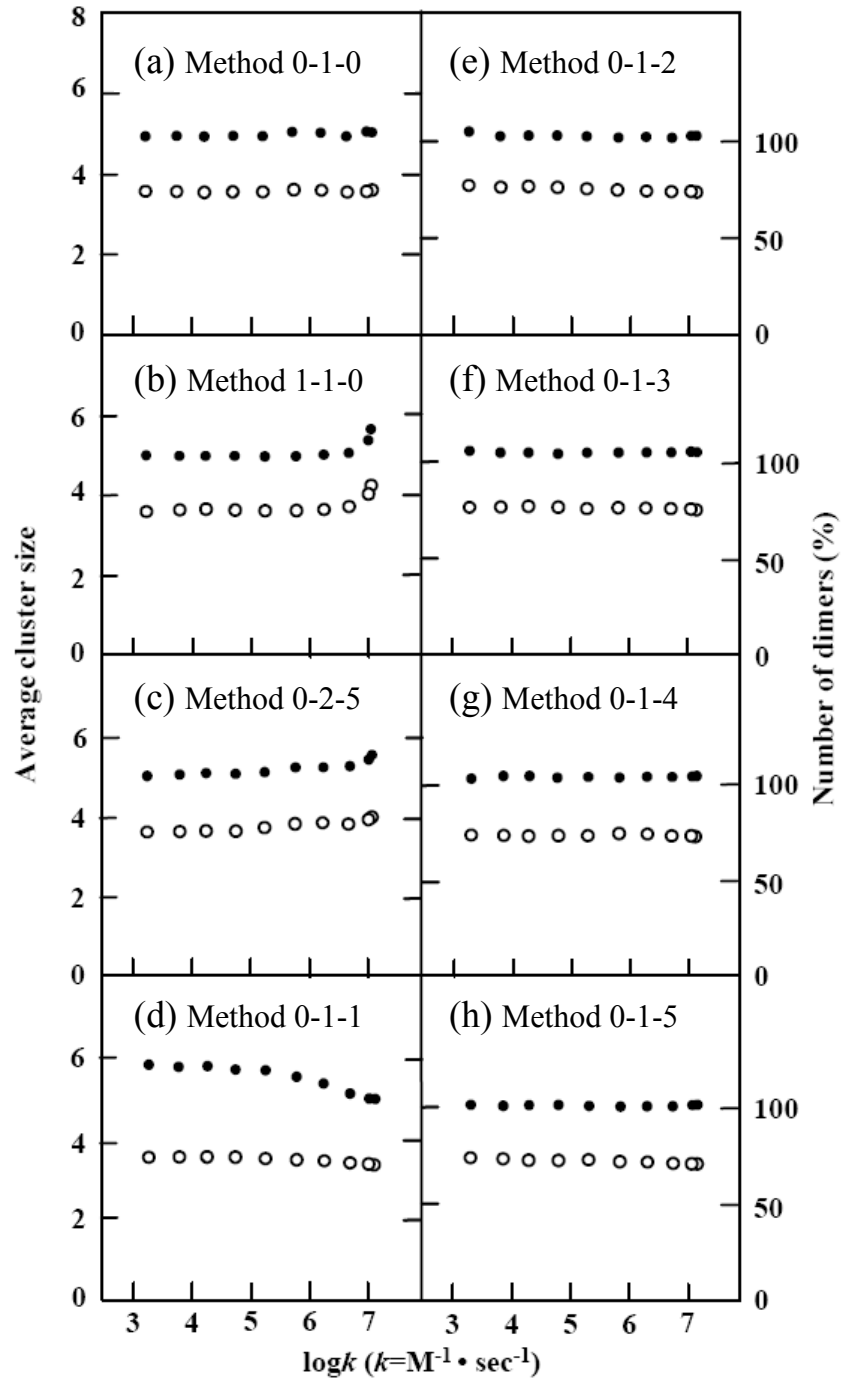 8
6
4
2
0
(a) Method 0-1-0
(e) Method 0-1-2
100
50
0
6
4
2
0
(b) Method 1-1-0
(f) Method 0-1-3
100
50
0
6
4
2
0
(c) Method 0-2-5
(g) Method 0-1-4
100
50
0
6
4
2
0
(d) Method 0-1-1
(h) Method 0-1-5
100
50
0
3 4 5 6 7 3 4 5 6 7
Average cluster size
Number of dimers (%)
logk (k=M⁻¹ • sec⁻¹)